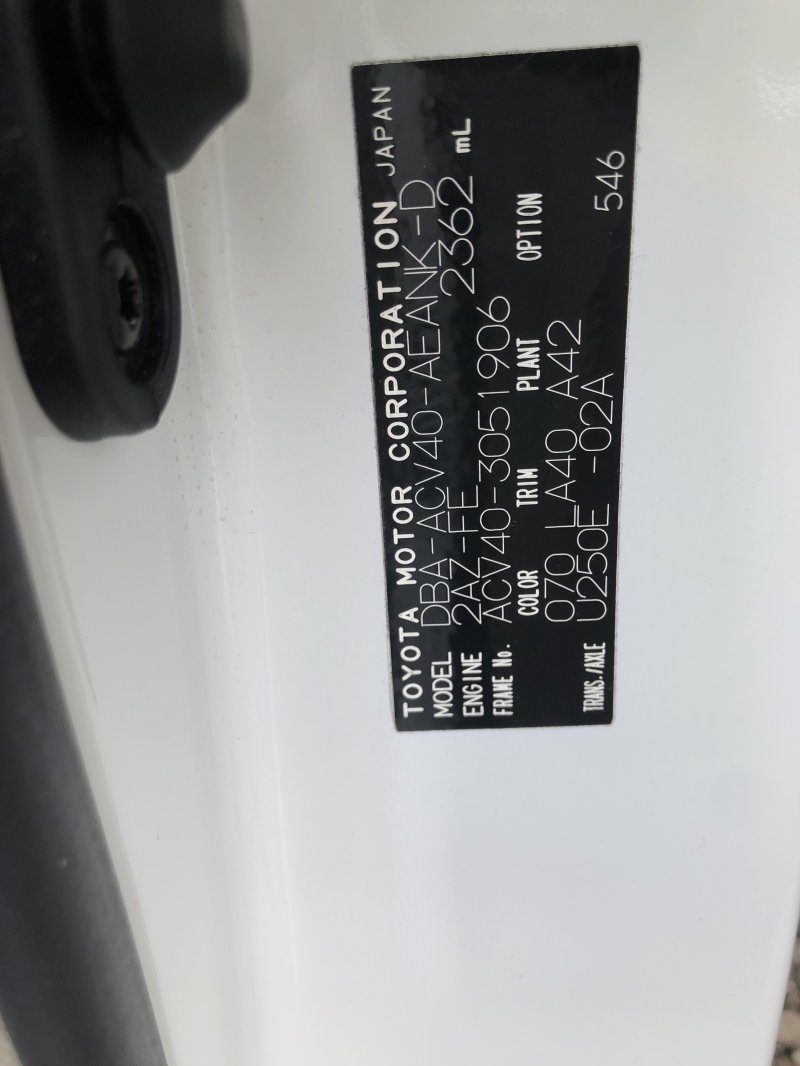 TOYOTA MOTOR CORPORATION JAPAN
MODEL DBA-ACV40-AEANK-D
ENGINE 2AZ-FE 2362 mL
FRAME No. ACV40-3051906
COLOR TRIM PLANT OPTION
070 LA40 A42
TRANS./AXLE U250E -02A 546